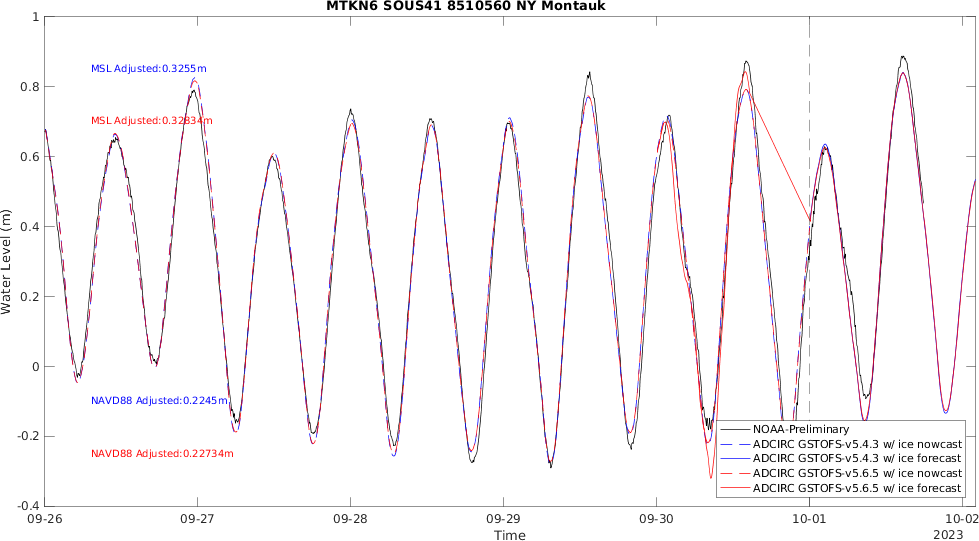 MTKN6 SOUS41 8510560 NY Montauk
1
0.8
0.6
0.4
0.2
0
-0.2
-0.4
Water Level (m)
MSL Adjusted:0.3255m
MSL Adjusted:0.32834m
NAVD88 Adjusted:0.2245m
NAVD88 Adjusted:0.22734m
NOAA-Preliminary
ADCIRC GSTOFS-v5.4.3 w/ ice nowcast
ADCIRC GSTOFS-v5.4.3 w/ ice forecast
ADCIRC GSTOFS-v5.6.5 w/ ice nowcast
ADCIRC GSTOFS-v5.6.5 w/ ice forecast
09-26 09-27 09-28 09-29 09-30 10-01 10-02
Time
2023